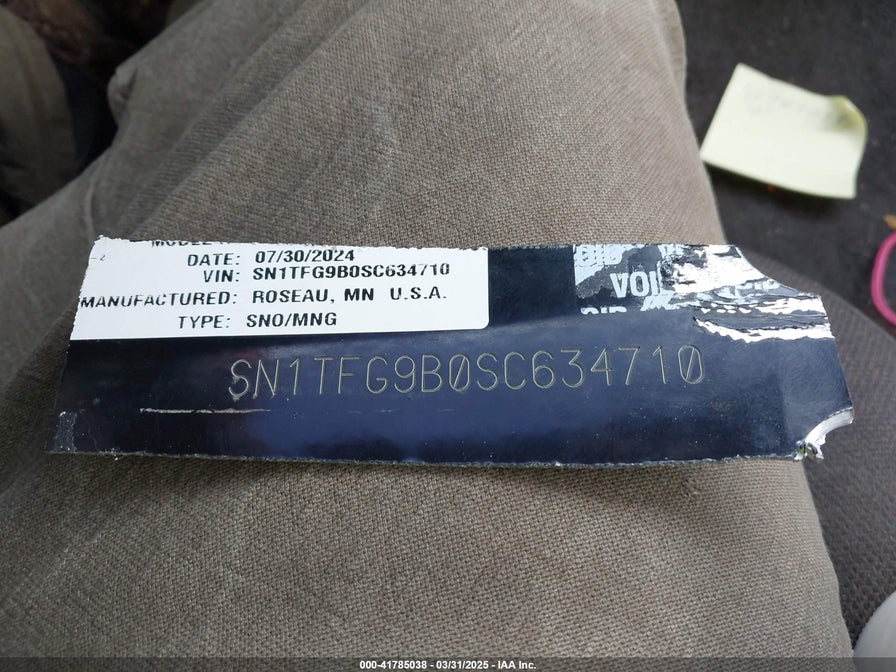 DATE: 07/30/2024
VIN: SN1TFG9B0SC634710
MANUFACTURED: ROSEAU, MN U.S.A.
TYPE: SNO/MNG
VOI
SN1TFG9B0SC634710
000-41785038 - 03/31/2025 - IAA Inc.